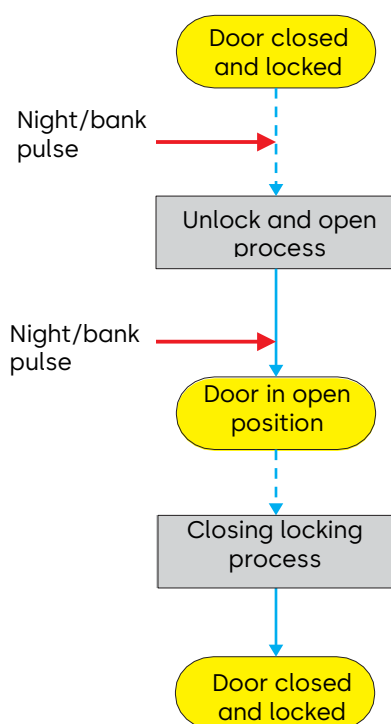 Door closed
and locked
Night/bank
pulse
Unlock and open
process
Night/bank
pulse
Door in open
position
Closing locking
process
Door closed
and locked